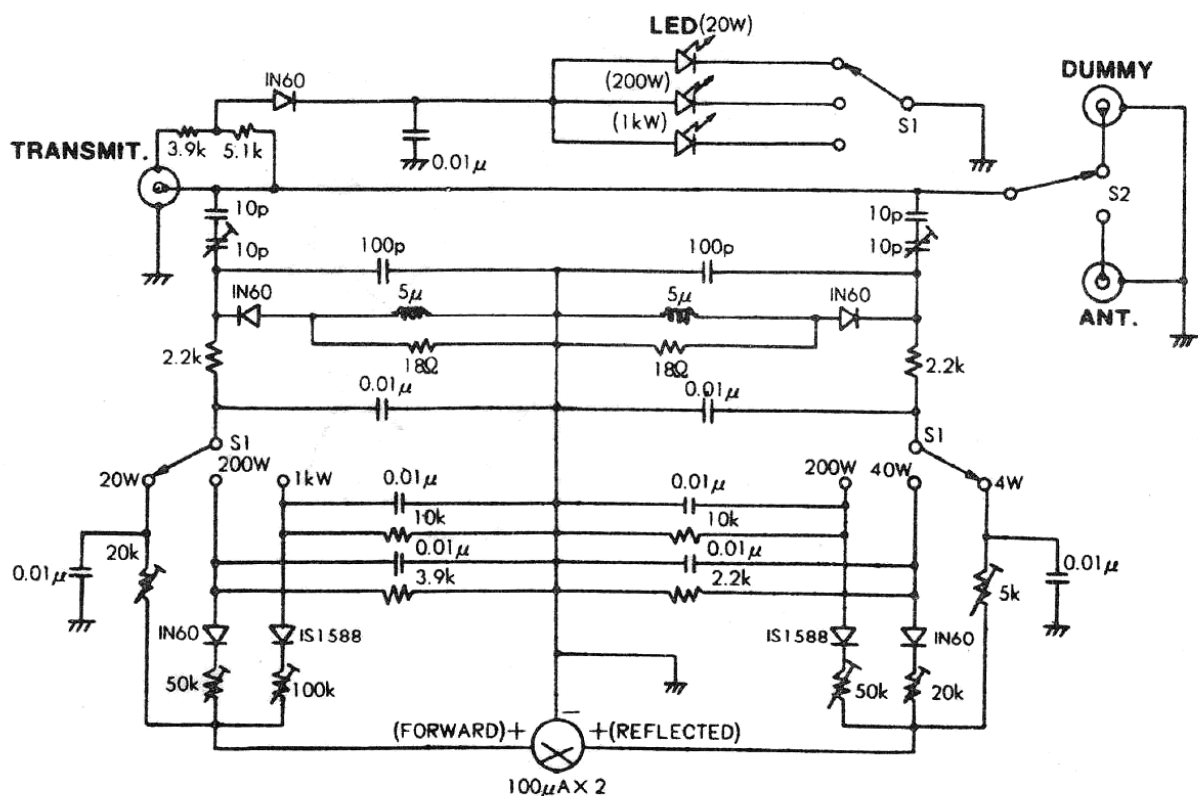 LED (20W)
IN60
(200W)
DUMMY
(1kW)
S1
3.9k
5.1k
0.01μ
TRANSMIT.
S2
10p
10p
10p
10p
100p
100p
ANT.
IN60
5μ
5μ
IN60
2.2k
18Ω
18Ω
2.2k
0.01μ
0.01μ
S1
S1
20W
200W
1kW
0.01μ
0.01μ
200W
40W
4W
10k
10k
20k
0.01μ
0.01μ
0.01μ
0.01μ
3.9k
2.2k
5k
IN60
IS1588
IS1588
IN60
50k
100k
50k
20k
−
(FORWARD)+
+(REFLECTED)
100μA×2